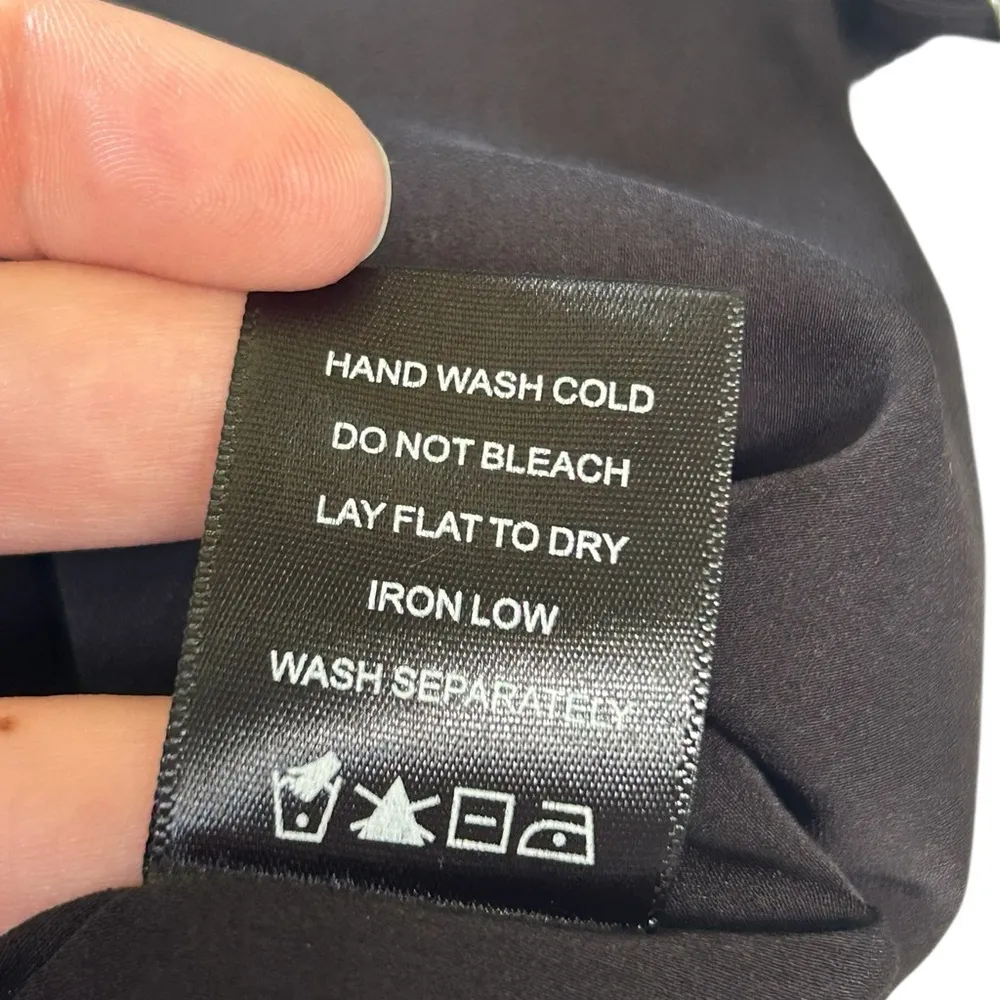 HAND WASH COLD
DO NOT BLEACH
LAY FLAT TO DRY
IRON LOW
WASH SEPARATELY